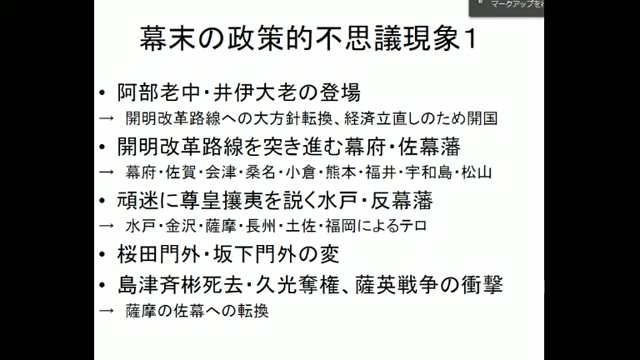 マークアップを
幕末の政策的不思議現象1
• 阿部老中・井伊大老の登場
→ 開明改革路線への大方針転換、経済立直しのため開国
• 開明改革路線を突き進む幕府・佐幕藩
→ 幕府・佐賀・会津・桑名・小倉・熊本・福井・宇和島・松山
• 頑迷に尊皇攘夷を説く水戸・反幕藩
→ 水戸・金沢・薩摩・長州・土佐・福岡によるテロ
• 桜田門外・坂下門外の変
• 島津斉彬死去・久光奪権、薩英戦争の衝撃
→ 薩摩の佐幕への転換